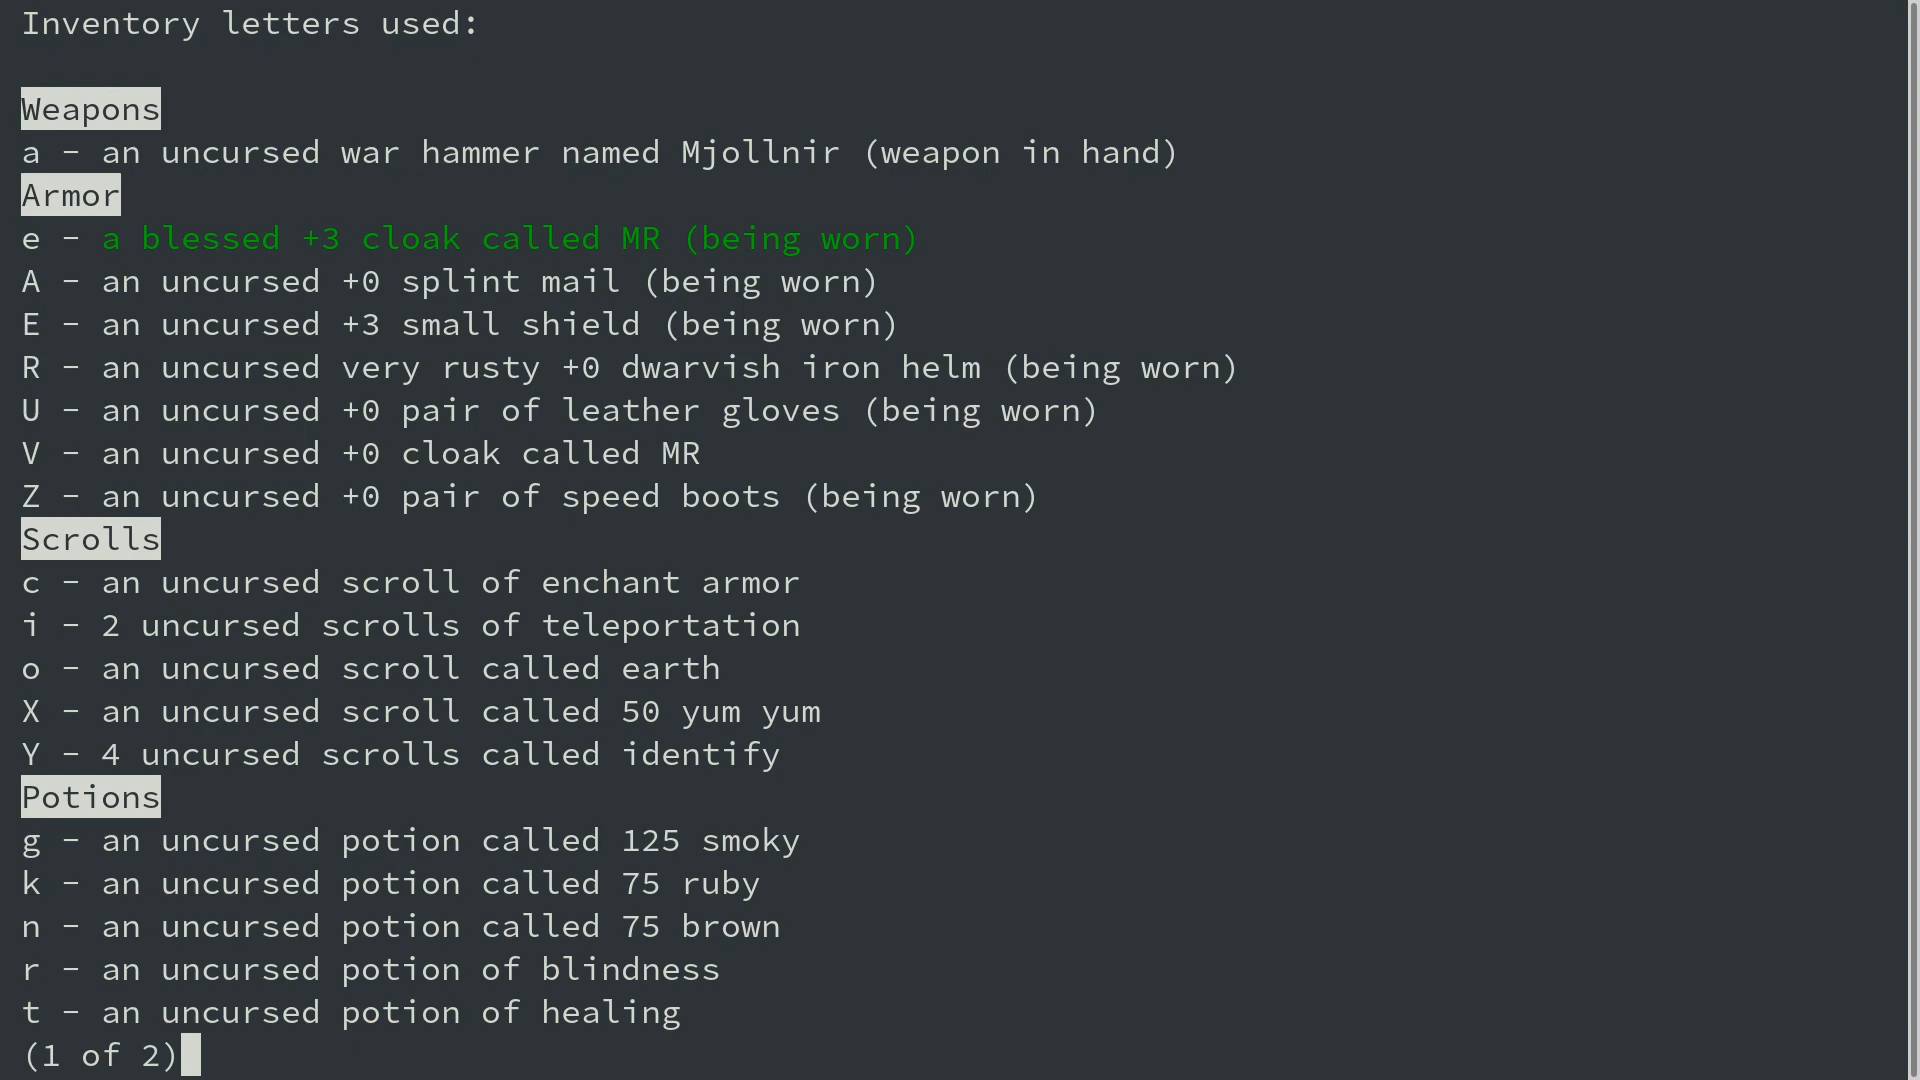 Inventory letters used:
Weapons
a - an uncursed war hammer named Mjollnir (weapon in hand)
Armor
e - a blessed +3 cloak called MR (being worn)
A - an uncursed +0 splint mail (being worn)
E - an uncursed +3 small shield (being worn)
R - an uncursed very rusty +0 dwarvish iron helm (being worn)
U - an uncursed +0 pair of leather gloves (being worn)
V - an uncursed +0 cloak called MR
Z - an uncursed +0 pair of speed boots (being worn)
Scrolls
c - an uncursed scroll of enchant armor
i - 2 uncursed scrolls of teleportation
o - an uncursed scroll called earth
X - an uncursed scroll called 50 yum yum
Y - 4 uncursed scrolls called identify
Potions
g - an uncursed potion called 125 smoky
k - an uncursed potion called 75 ruby
n - an uncursed potion called 75 brown
r - an uncursed potion of blindness
t - an uncursed potion of healing
(1 of 2)